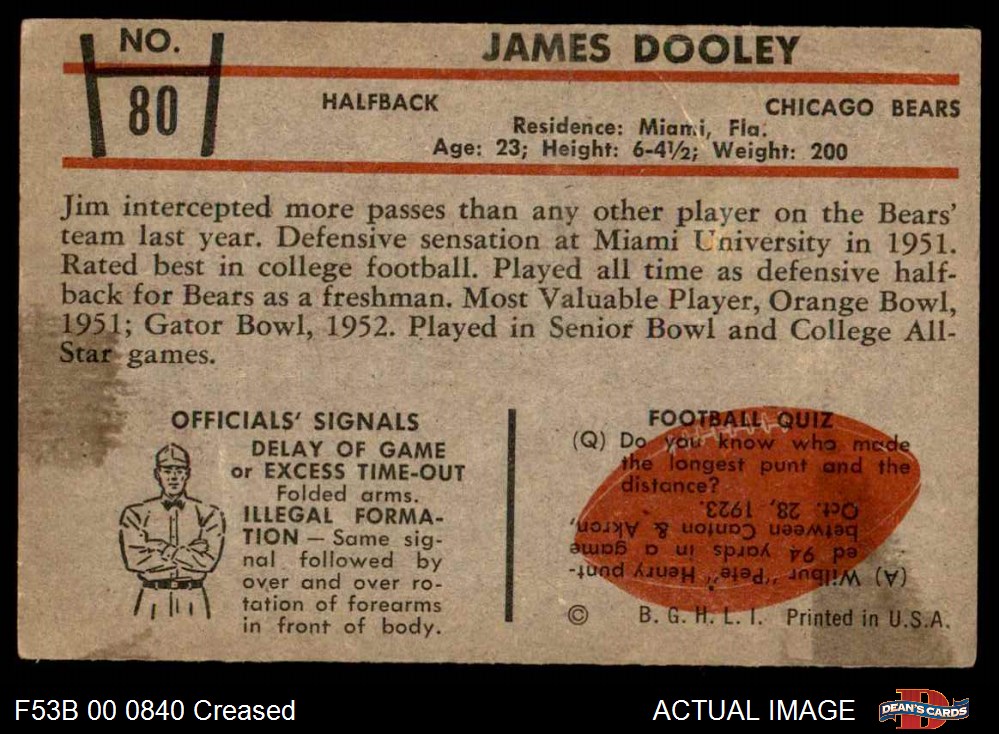 NO.
80
JAMES DOOLEY
HALFBACK
CHICAGO BEARS
Residence: Miami, Fla.
Age: 23; Height: 6-4½; Weight: 200
Jim intercepted more passes than any other player on the Bears'
team last year. Defensive sensation at Miami University in 1951.
Rated best in college football. Played all time as defensive half-
back for Bears as a freshman. Most Valuable Player, Orange Bowl,
1951; Gator Bowl, 1952. Played in Senior Bowl and College All-
Star games.
OFFICIALS' SIGNALS
DELAY OF GAME
or EXCESS TIME-OUT
Folded arms.
ILLEGAL FORMA-
TION — Same sig-
nal followed by
over and over ro-
tation of forearms
in front of body.
FOOTBALL QUIZ
(Q) Do you know who made
the longest punt and the
distance?
(A) Wilbur "Pete" Henry punt-
ed 94 yards in a game
between Canton & Akron,
Oct. 28, 1923.
© B. G. H. L. I. Printed in U.S.A.
F53B 00 0840 Creased
ACTUAL IMAGE
D
DEAN'S CARDS